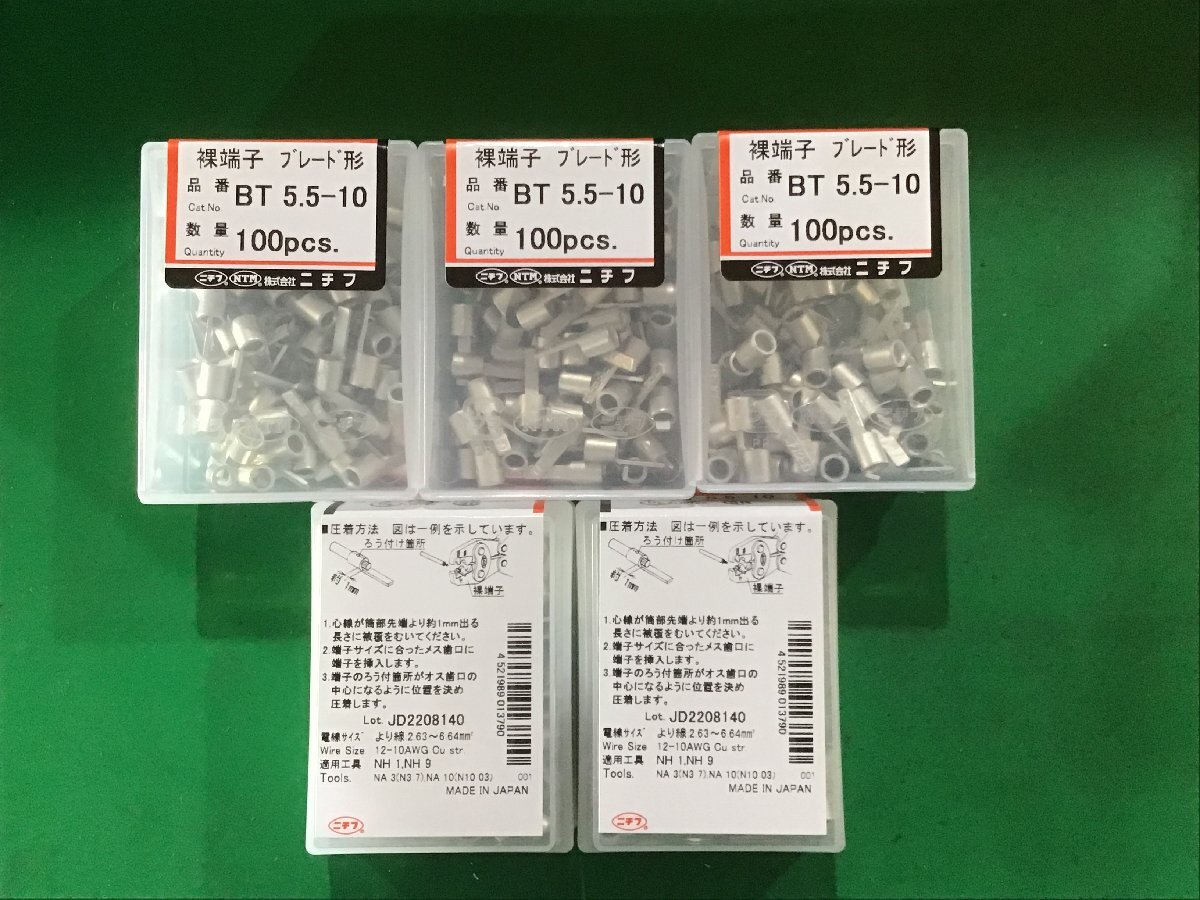 裸端子 ブレード形
品番 BT 5.5-10
Cat.No.
数量 100pcs.
Quantity
ニチフ NTM 株式会社 ニチフ
裸端子 ブレード形
品番 BT 5.5-10
Cat.No.
数量 100pcs.
Quantity
ニチフ NTM 株式会社 ニチフ
裸端子 ブレード形
品番 BT 5.5-10
Cat.No.
数量 100pcs.
Quantity
ニチフ NTM 株式会社 ニチフ
■圧着方法 図は一例を示しています。
ろう付け箇所
約1mm
裸端子
1.心線が筒部先端より約1mm出る
長さに被覆をむいてください。
2.端子サイズに合ったメス歯口に
端子を挿入します。
3.端子のろう付箇所がオス歯口の
中心になるように位置を決め
圧着します。
4 521989 013790
Lot. JD2208140
電線サイズ より線 2.63～6.64mm²
Wire Size 12-10AWG Cu str.
適用工具 NH 1,NH 9
Tools. NA 3(N3 7),NA 10(N10 03) 001
MADE IN JAPAN
ニチフ
5.5-10
■圧着方法 図は一例を示しています。
ろう付け箇所
約1mm
裸端子
1.心線が筒部先端より約1mm出る
長さに被覆をむいてください。
2.端子サイズに合ったメス歯口に
端子を挿入します。
3.端子のろう付箇所がオス歯口の
中心になるように位置を決め
圧着します。
4 521989 013790
Lot. JD2208140
電線サイズ より線 2.63～6.64mm²
Wire Size 12-10AWG Cu str.
適用工具 NH 1,NH 9
Tools. NA 3(N3 7),NA 10(N10 03) 001
MADE IN JAPAN
ニチフ